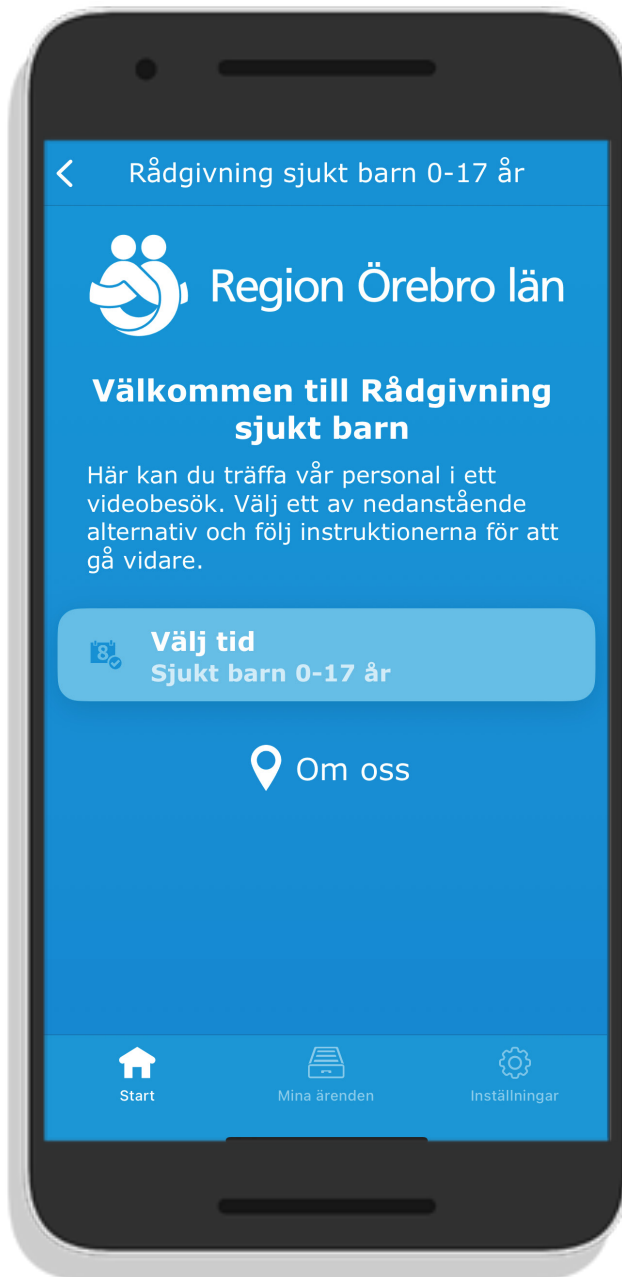 Rådgivning sjukt barn 0-17 år
Region Örebro län
Välkommen till Rådgivning
sjukt barn
Här kan du träffa vår personal i ett
videobesök. Välj ett av nedanstående
alternativ och följ instruktionerna för att
gå vidare.
8
Välj tid
Sjukt barn 0-17 år
Om oss
Start
Mina ärenden
Inställningar